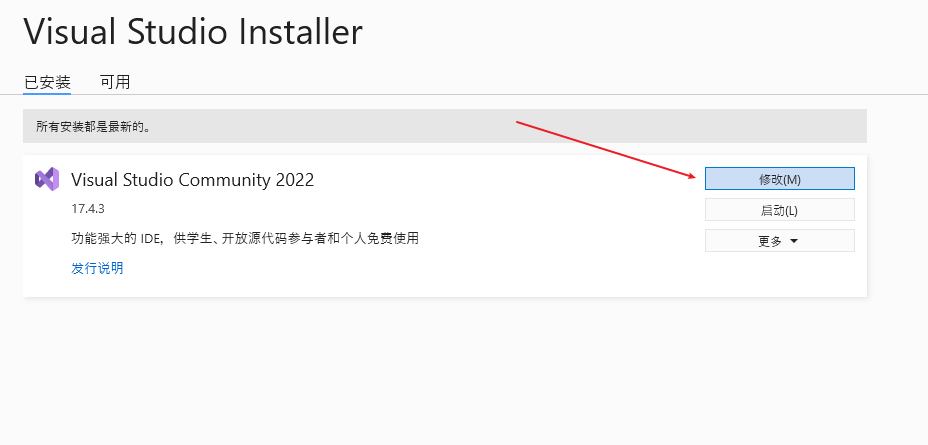 Visual Studio Installer
已安装 可用
所有安装都是最新的。
Visual Studio Community 2022
修改(M)
17.4.3
启动(L)
功能强大的 IDE，供学生、开放源代码参与者和个人免费使用
更多
发行说明